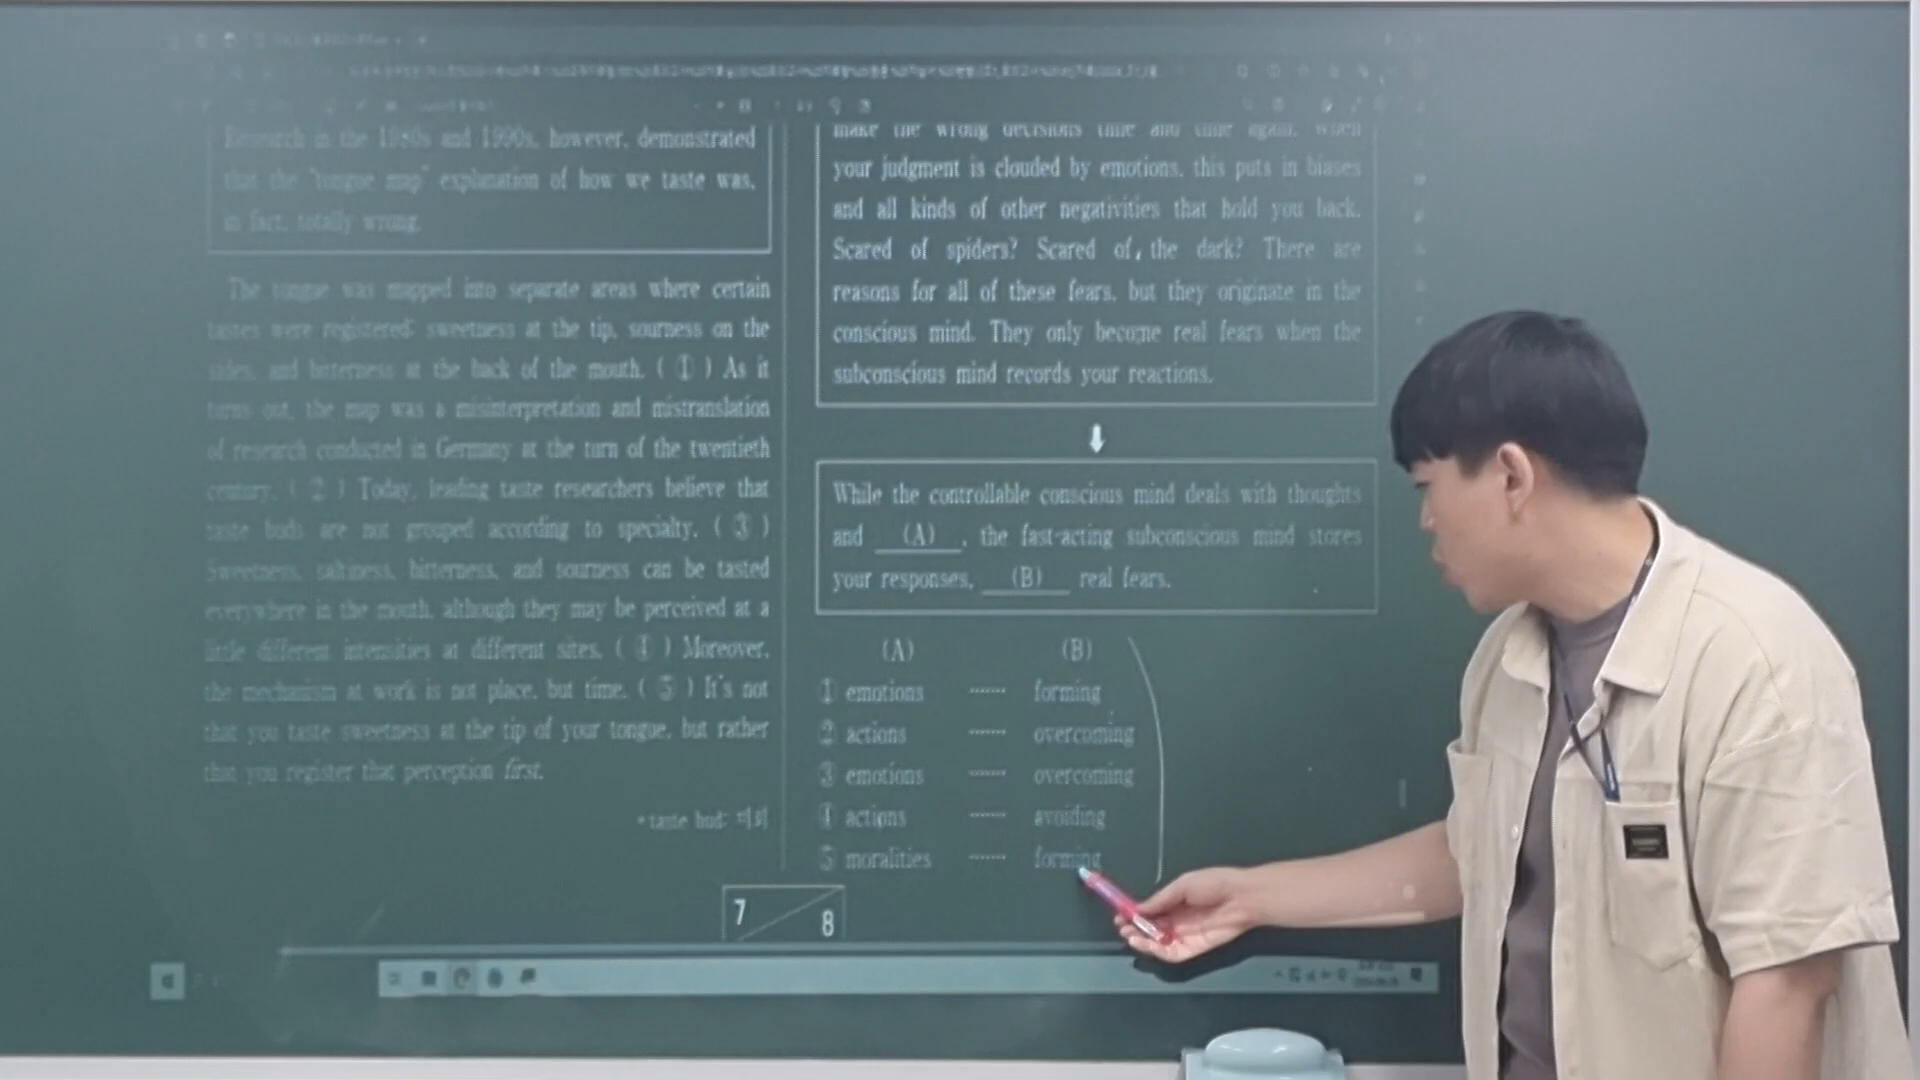 Research in the 1980s and 1990s, however, demonstrated
that the "tongue map" explanation of how we taste was,
in fact, totally wrong.
The tongue was mapped into separate areas where certain
tastes were registered: sweetness at the tip, sourness on the
sides, and bitterness at the back of the mouth. ( ① ) As it
turns out, the map was a misinterpretation and mistranslation
of research conducted in Germany at the turn of the twentieth
century. ( ② ) Today, leading taste researchers believe that
taste buds are not grouped according to specialty. ( ③ )
Sweetness, saltiness, bitterness, and sourness can be tasted
everywhere in the mouth, although they may be perceived at a
little different intensities at different sites. ( ④ ) Moreover,
the mechanism at work is not place, but time. ( ⑤ ) It's not
that you taste sweetness at the tip of your tongue, but rather
that you register that perception first.
* taste bud: 미뢰
make the wrong decisions time and time again. When
your judgment is clouded by emotions, this puts in biases
and all kinds of other negativities that hold you back.
Scared of spiders? Scared of the dark? There are
reasons for all of these fears, but they originate in the
conscious mind. They only become real fears when the
subconscious mind records your reactions.
While the controllable conscious mind deals with thoughts
and (A) , the fast-acting subconscious mind stores
your responses, (B) real fears.
(A) (B)
① emotions ······ forming
② actions ······ overcoming
③ emotions ······ overcoming
④ actions ······ avoiding
⑤ moralities ······ forming
7 8